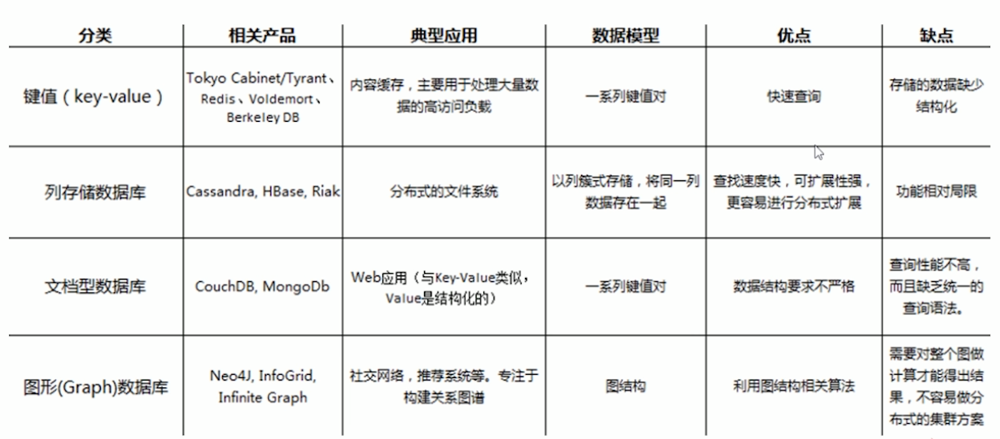 分类
相关产品
典型应用
数据模型
优点
缺点
键值（key-value）
Tokyo Cabinet/Tyrant、
Redis、Voldemort、
Berkeley DB
内容缓存，主要用于处理大量数
据的高访问负载
一系列键值对
快速查询
存储的数据缺少
结构化
列存储数据库
Cassandra, HBase, Riak
分布式的文件系统
以列簇式存储，将同一列
数据存在一起
查找速度快，可扩展性强，
更容易进行分布式扩展
功能相对局限
文档型数据库
CouchDB, MongoDb
Web应用（与Key-Value类似，
Value是结构化的）
一系列键值对
数据结构要求不严格
查询性能不高，
而且缺乏统一的
查询语法。
图形(Graph)数据库
Neo4J, InfoGrid,
Infinite Graph
社交网络，推荐系统等。专注于
构建关系图谱
图结构
利用图结构相关算法
需要对整个图做
计算才能得出结
果，不容易做分
布式的集群方案